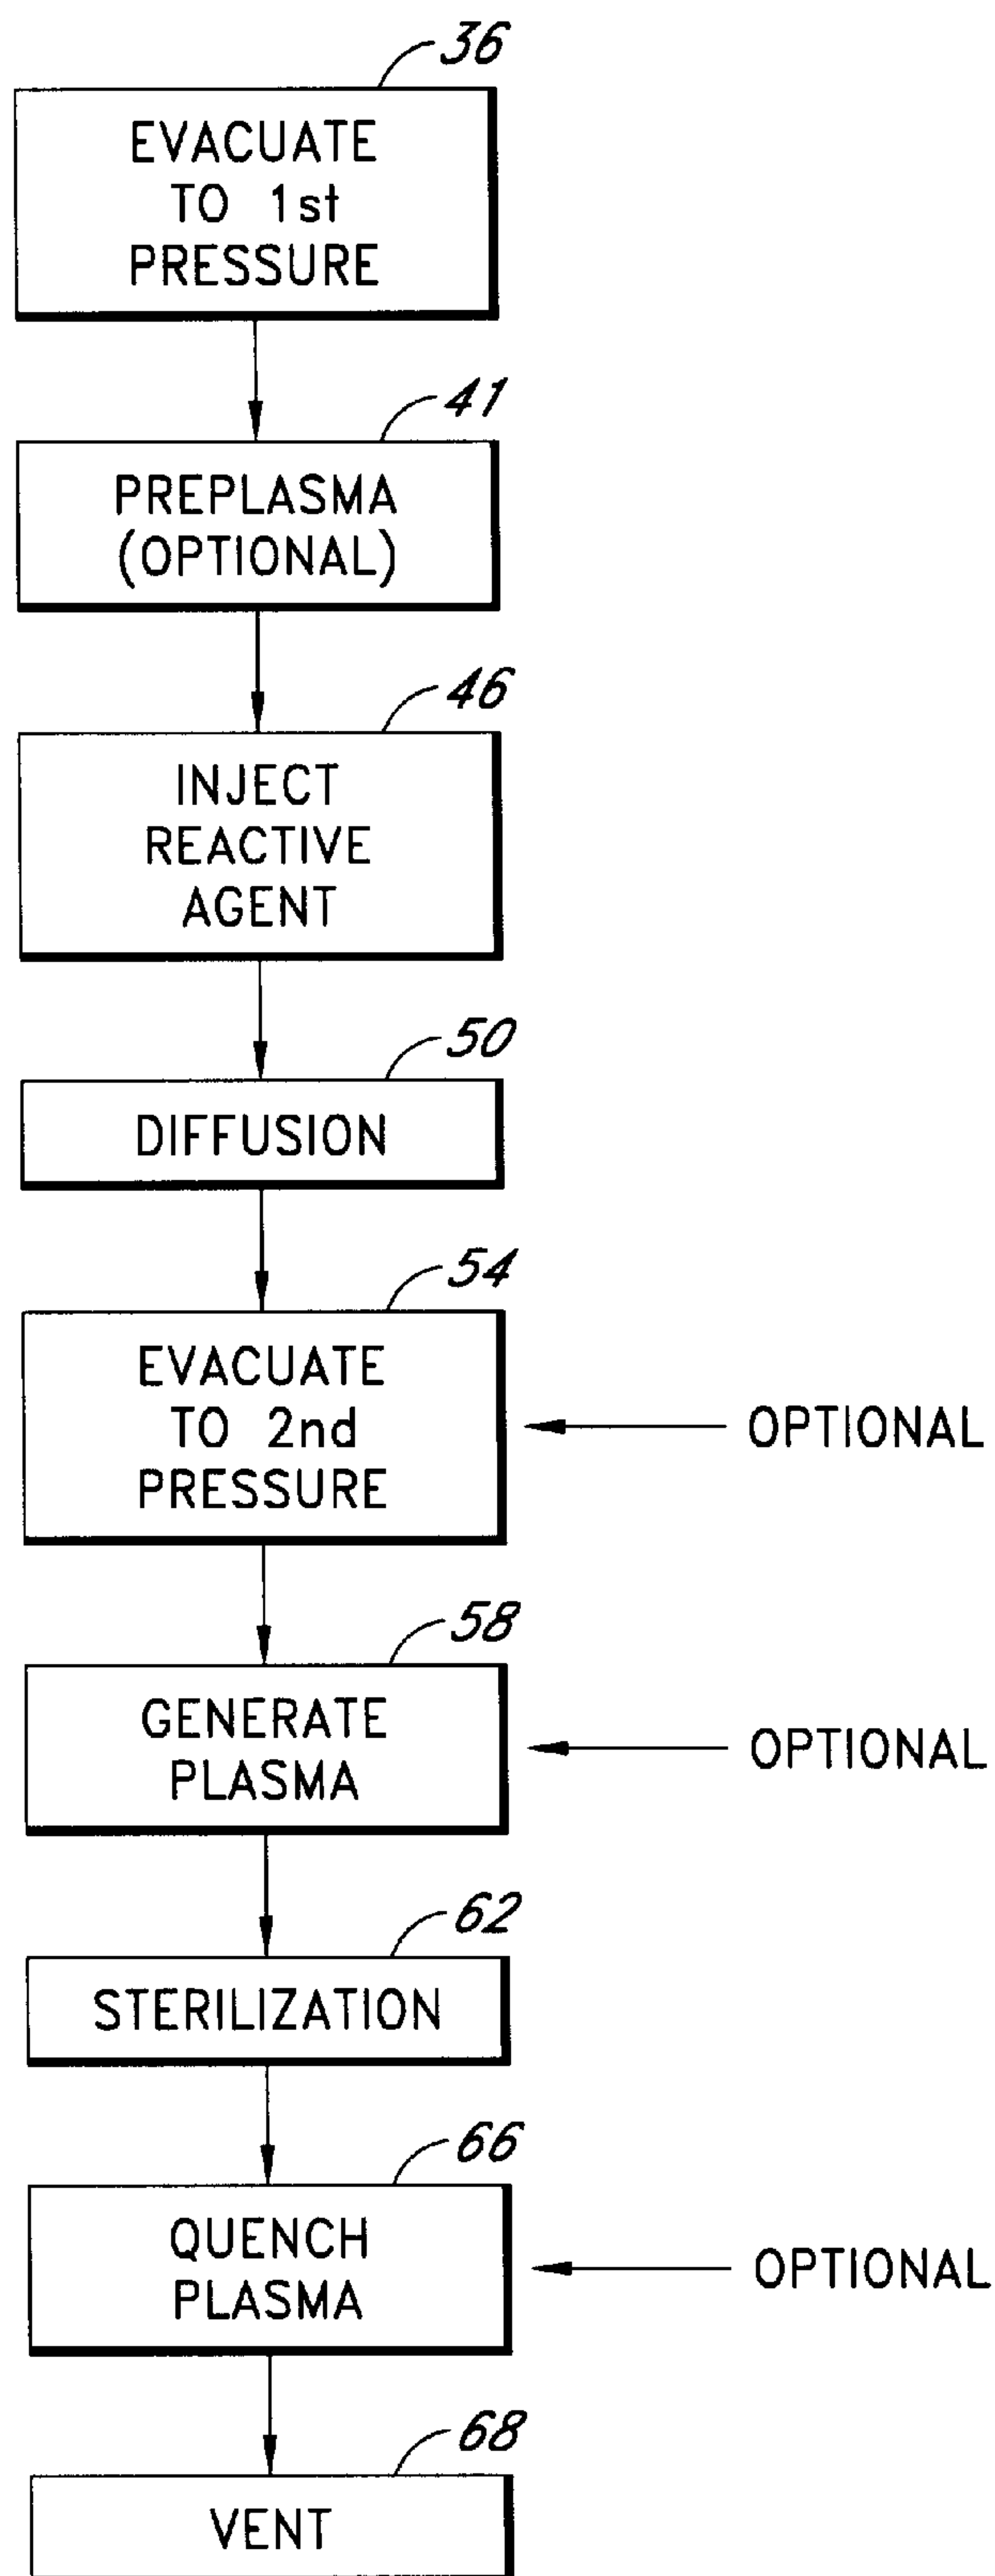 36
EVACUATE
TO 1st
PRESSURE
41
PREPLASMA
(OPTIONAL)
46
INJECT
REACTIVE
AGENT
50
DIFFUSION
54
EVACUATE
TO 2nd
PRESSURE
OPTIONAL
58
GENERATE
PLASMA
OPTIONAL
62
STERILIZATION
66
QUENCH
PLASMA
OPTIONAL
68
VENT